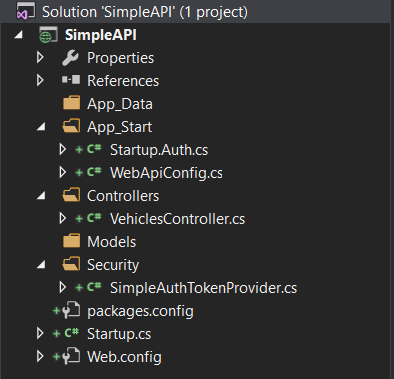 Solution 'SimpleAPI' (1 project)
SimpleAPI
Properties
References
App_Data
App_Start
C# Startup.Auth.cs
C# WebApiConfig.cs
Controllers
C# VehiclesController.cs
Models
Security
C# SimpleAuthTokenProvider.cs
packages.config
C# Startup.cs
Web.config